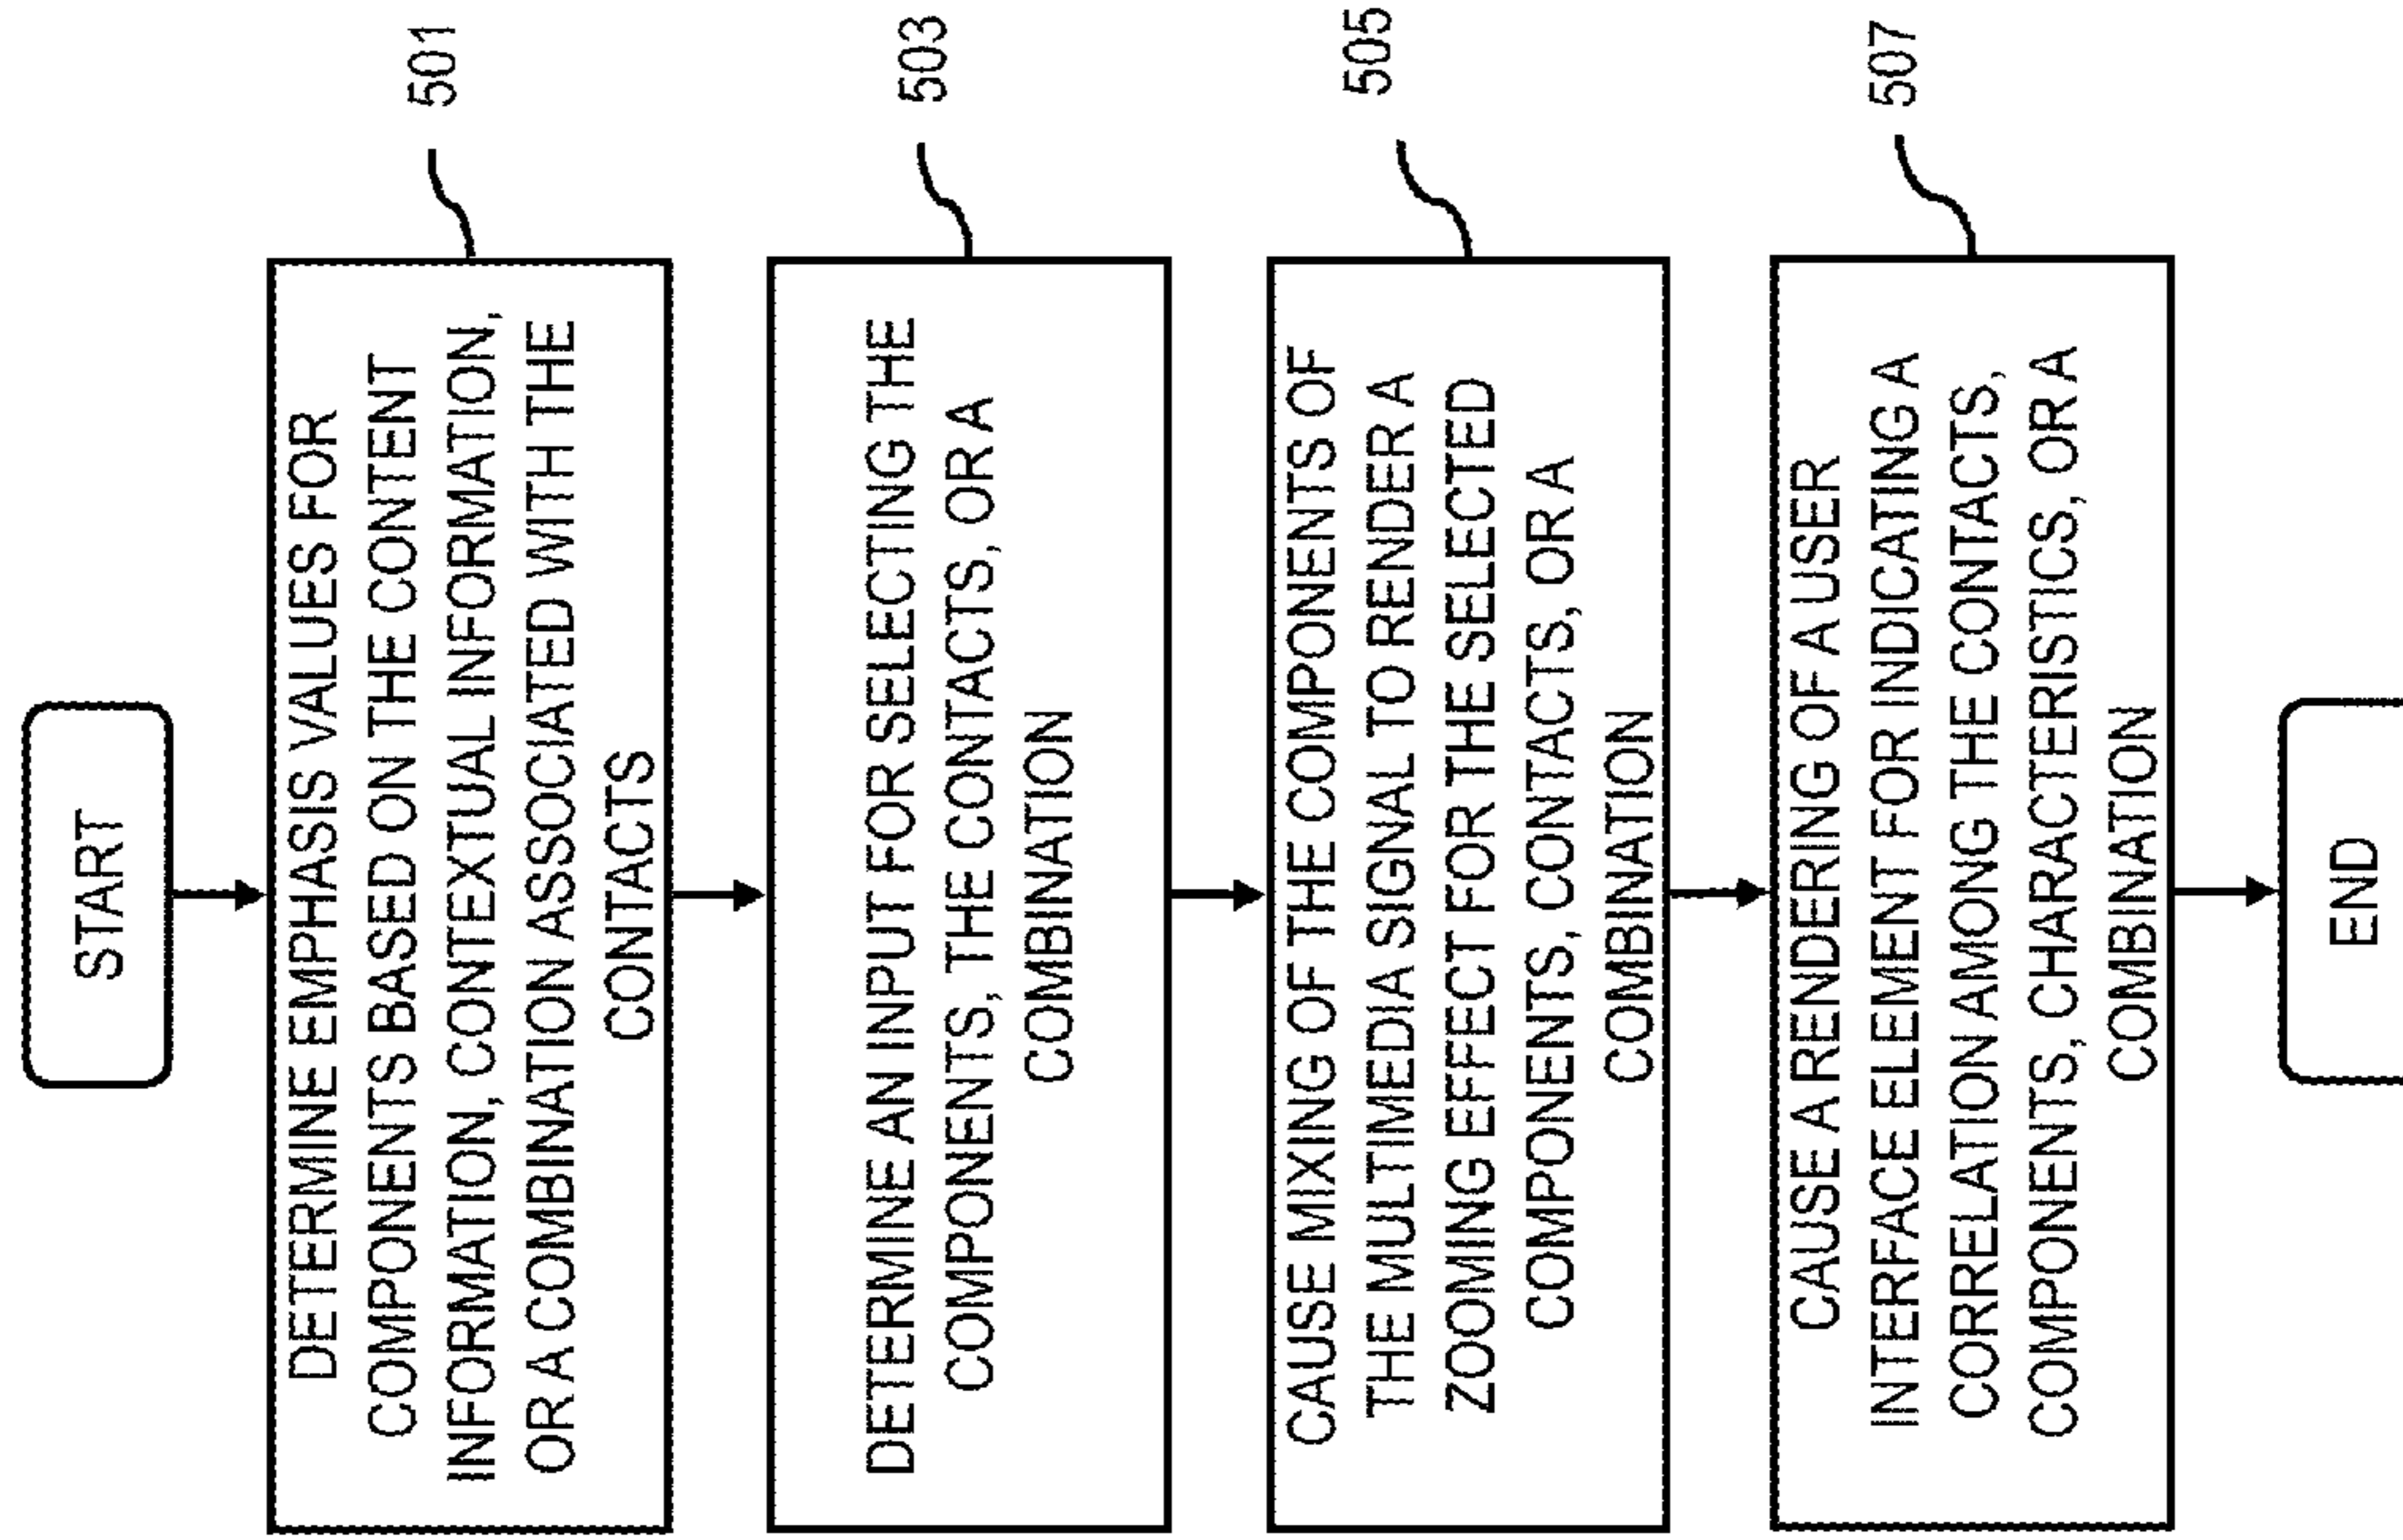 START
DETERMINE EMPHASIS VALUES FOR
COMPONENTS BASED ON THE CONTENT
INFORMATION, CONTEXTUAL INFORMATION,
OR A COMBINATION ASSOCIATED WITH THE
CONTACTS
501
DETERMINE AN INPUT FOR SELECTING THE
COMPONENTS, THE CONTACTS, OR A
COMBINATION
503
CAUSE MIXING OF THE COMPONENTS OF
THE MULTIMEDIA SIGNAL TO RENDER A
ZOOMING EFFECT FOR THE SELECTED
COMPONENTS, CONTACTS, OR A
COMBINATION
505
CAUSE A RENDERING OF A USER
INTERFACE ELEMENT FOR INDICATING A
CORRELATION AMONG THE CONTACTS,
COMPONENTS, CHARACTERISTICS, OR A
COMBINATION
507
END